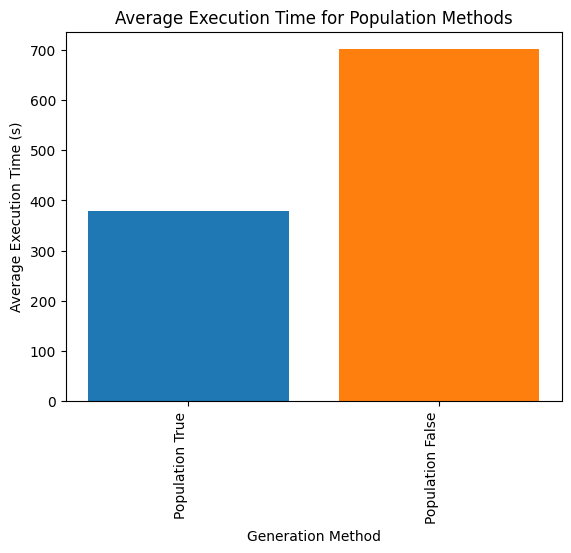 Average Execution Time for Population Methods
Average Execution Time (s)
700
600
500
400
300
200
100
0
Population True
Population False
Generation Method